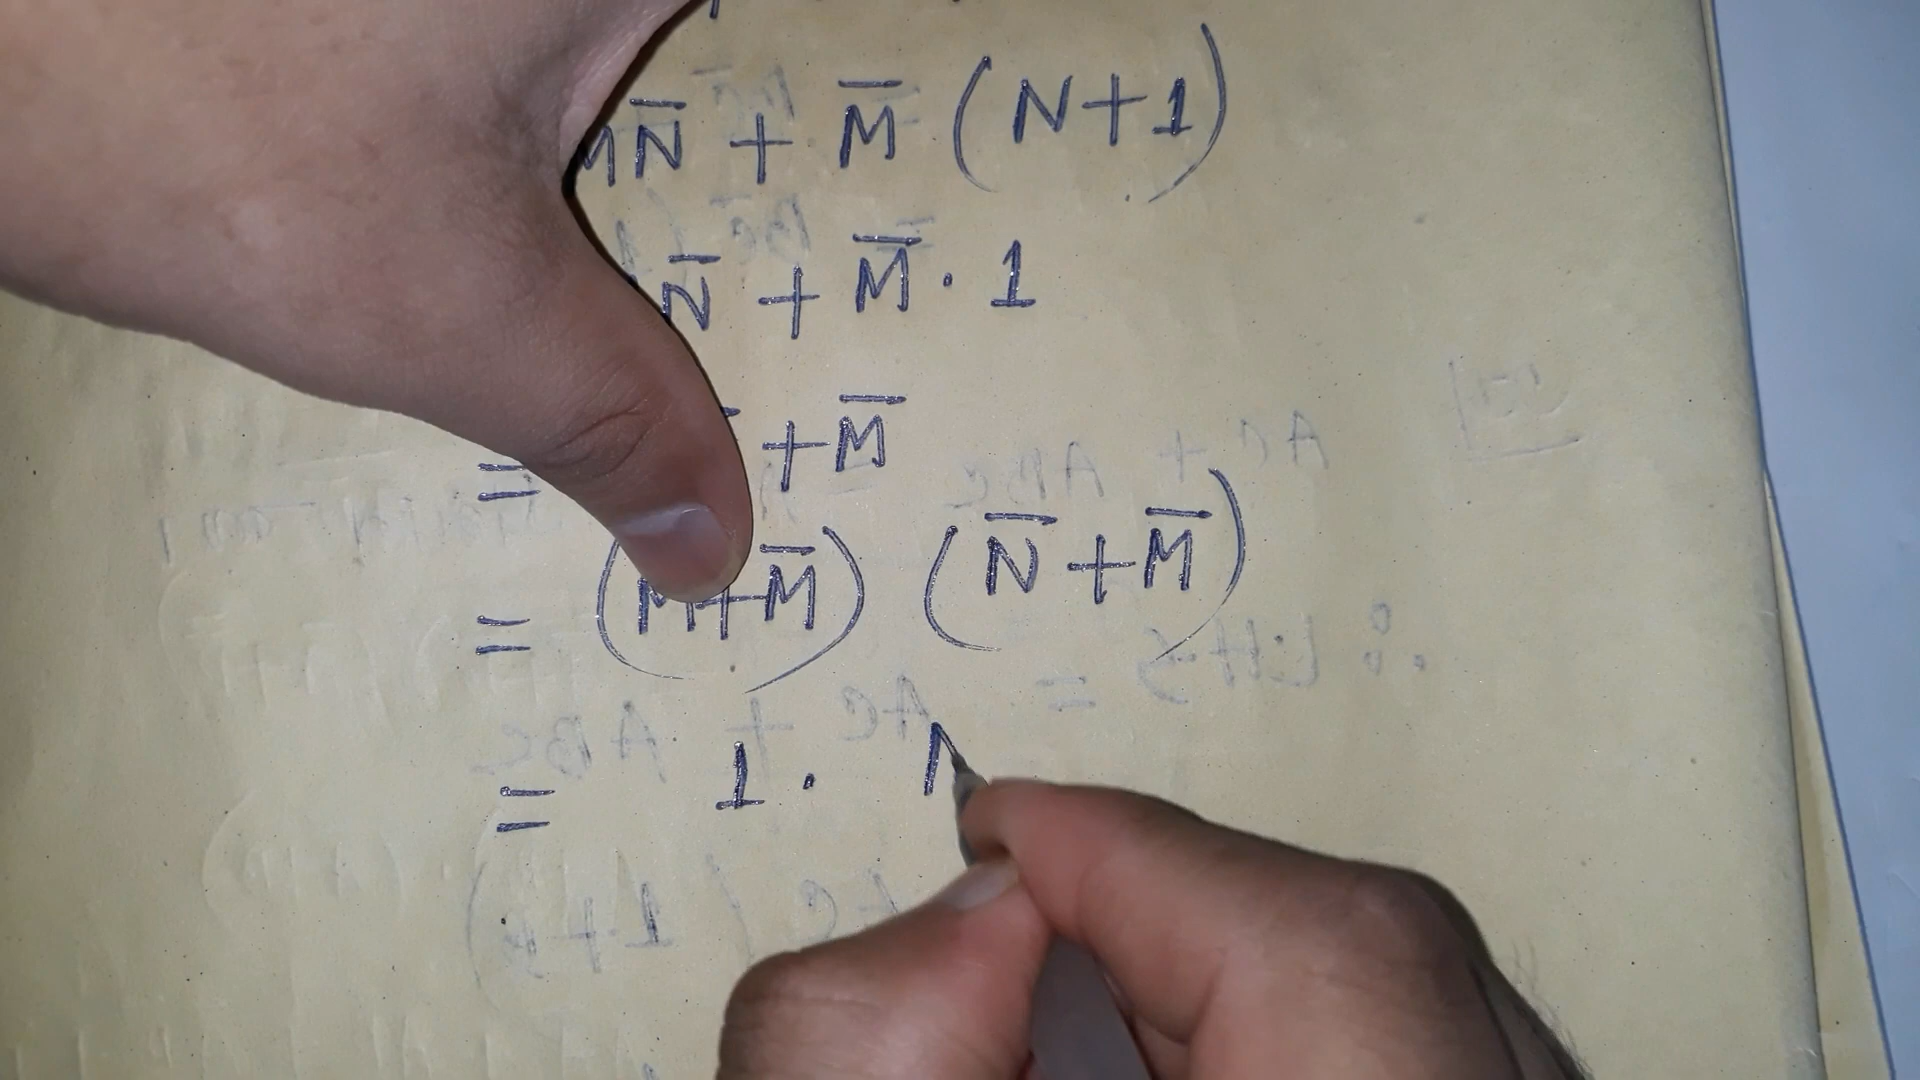 MN̅ + M̅ (N+1)
N̅ + M̅ · 1
= + M̅
= (M+M̅) (N̅+M̅)
= 1 ·